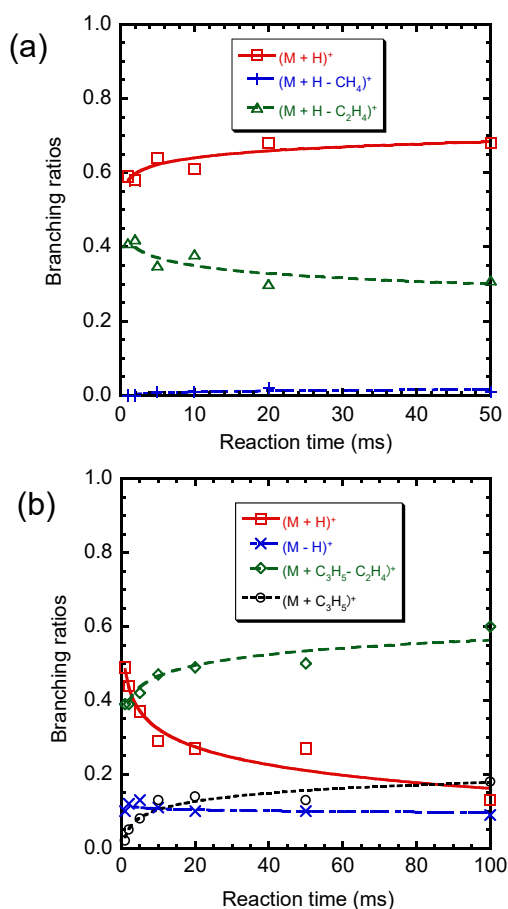 (a)
1.0
0.8
0.6
0.4
0.2
0.0
Branching ratios
(M + H)⁺
(M + H - CH₄)⁺
(M + H - C₂H₄)⁺
0 10 20 30 40 50
Reaction time (ms)
(b)
1.0
0.8
0.6
0.4
0.2
0.0
Branching ratios
(M + H)⁺
(M - H)⁺
(M + C₃H₅- C₂H₄)⁺
(M + C₃H₅)⁺
0 20 40 60 80 100
Reaction time (ms)